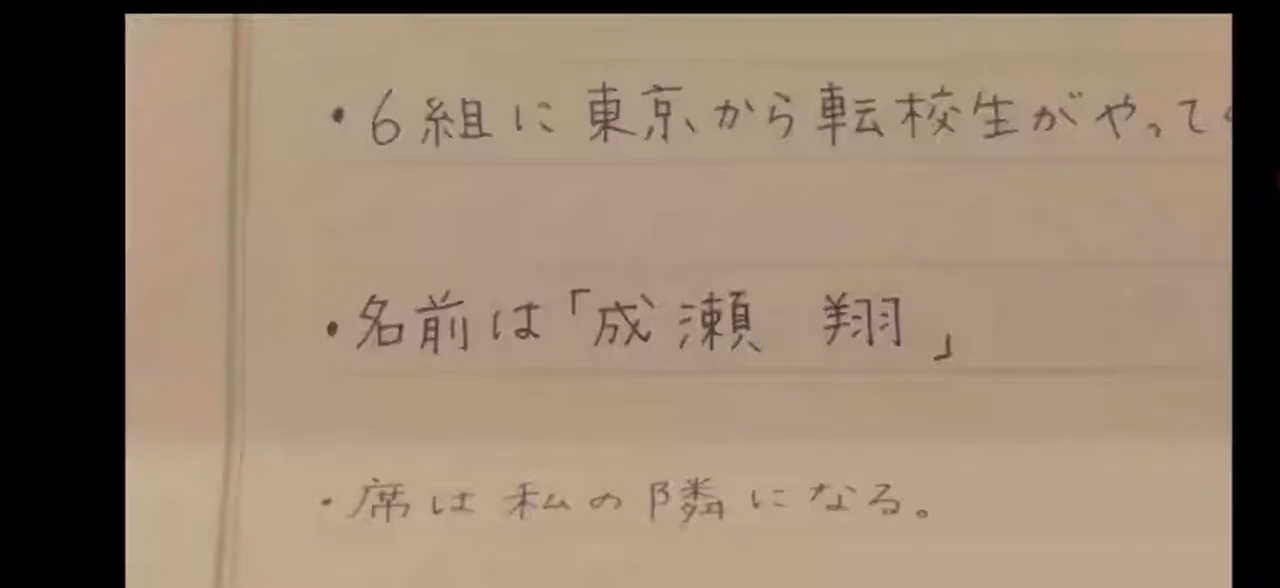 ・6組に東京から転校生がやって
・名前は「成瀬 翔」
・席は私の隣になる。